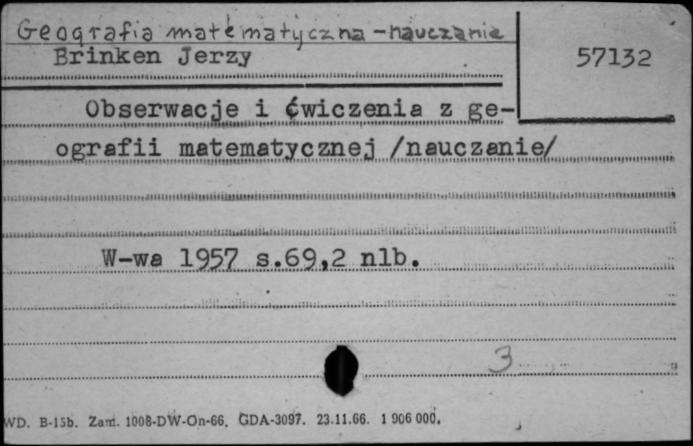 Geografia matematyczna - nauczanie
Brinken Jerzy
57132
Obserwacje i ćwiczenia z ge-
ografii matematycznej /nauczanie/
W-wa 1957 s.69,2 nlb.
3
WD. B-15b. Zam. 1008-DW-On-66. GDA-3097. 23.11.66. 1 906 000.